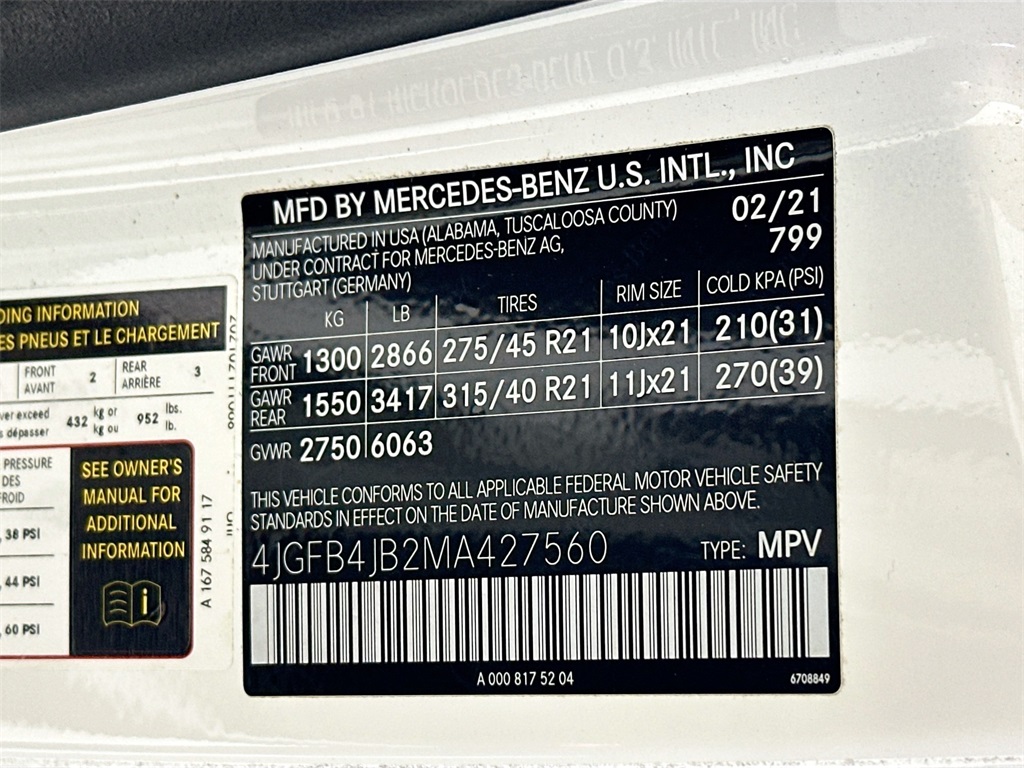 MFD BY MERCEDES-BENZ U.S. INTL., INC
MANUFACTURED IN USA (ALABAMA, TUSCALOOSA COUNTY)
UNDER CONTRACT FOR MERCEDES-BENZ AG,
STUTTGART (GERMANY)
02/21
799
KG LB TIRES RIM SIZE COLD KPA(PSI)
GAWR FRONT 1300 2866 275/45 R21 10Jx21 210(31)
GAWR REAR 1550 3417 315/40 R21 11Jx21 270(39)
GVWR 2750 6063
THIS VEHICLE CONFORMS TO ALL APPLICABLE FEDERAL MOTOR VEHICLE SAFETY
STANDARDS IN EFFECT ON THE DATE OF MANUFACTURE SHOWN ABOVE.
4JGFB4JB2MA427560 TYPE: MPV
A 000 817 52 04
6708849
DING INFORMATION
ES PNEUS ET LE CHARGEMENT
FRONT 2 REAR 3
AVANT ARRIÈRE
ver exceed 432 kg or 952 lbs.
s dépasser kg ou lb.
PRESSURE
DES
FROID
38 PSI
44 PSI
60 PSI
SEE OWNER'S
MANUAL FOR
ADDITIONAL
INFORMATION
i
A 167 584 91 17